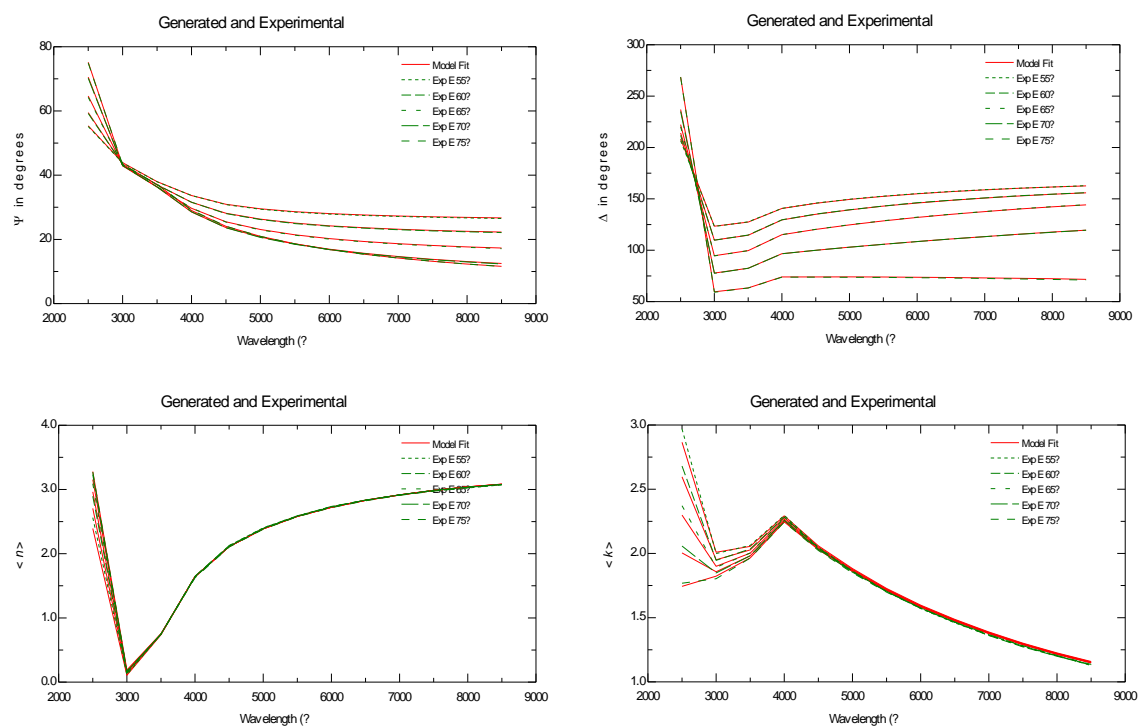 Generated and Experimental
80
60
40
20
0
Ψ in degrees
Model Fit
Exp E 55?
Exp E 60?
Exp E 65?
Exp E 70?
Exp E 75?
2000 3000 4000 5000 6000 7000 8000 9000
Wavelength (?
Generated and Experimental
300
250
200
150
100
50
Δ in degrees
Model Fit
Exp E 55?
Exp E 60?
Exp E 65?
Exp E 70?
Exp E 75?
2000 3000 4000 5000 6000 7000 8000 9000
Wavelength (?
Generated and Experimental
4.0
3.0
2.0
1.0
0.0
< n >
Model Fit
Exp E 55?
Exp E 60?
Exp E 65?
Exp E 70?
Exp E 75?
2000 3000 4000 5000 6000 7000 8000 9000
Wavelength (?
Generated and Experimental
3.0
2.5
2.0
1.5
1.0
< k >
Model Fit
Exp E 55?
Exp E 60?
Exp E 65?
Exp E 70?
Exp E 75?
2000 3000 4000 5000 6000 7000 8000 9000
Wavelength (?